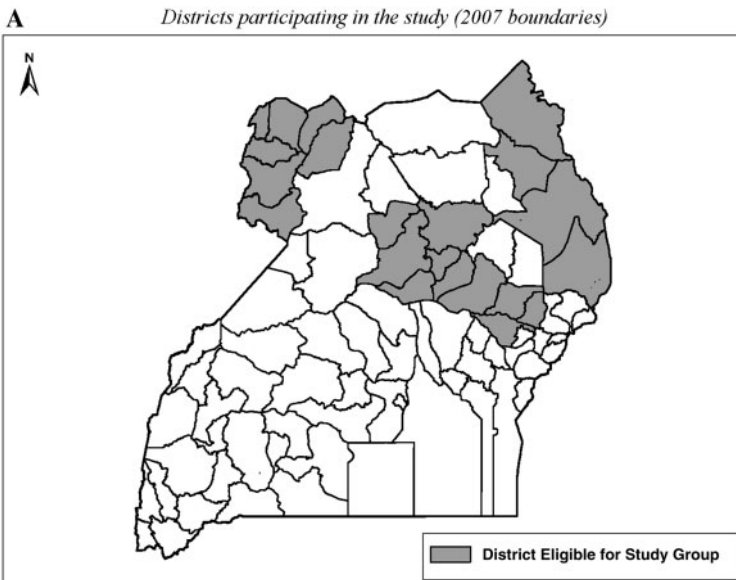 A
Districts participating in the study (2007 boundaries)
N
District Eligible for Study Group